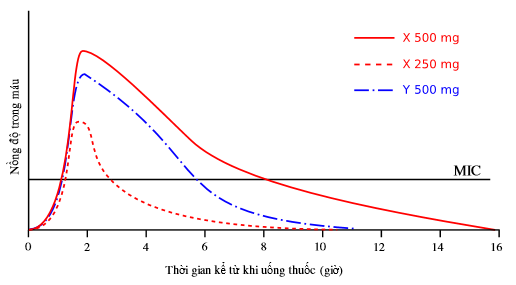 X 500 mg
X 250 mg
Y 500 mg
Nồng độ trong máu
MIC
0 2 4 6 8 10 12 14 16
Thời gian kể từ khi uống thuốc (giờ)